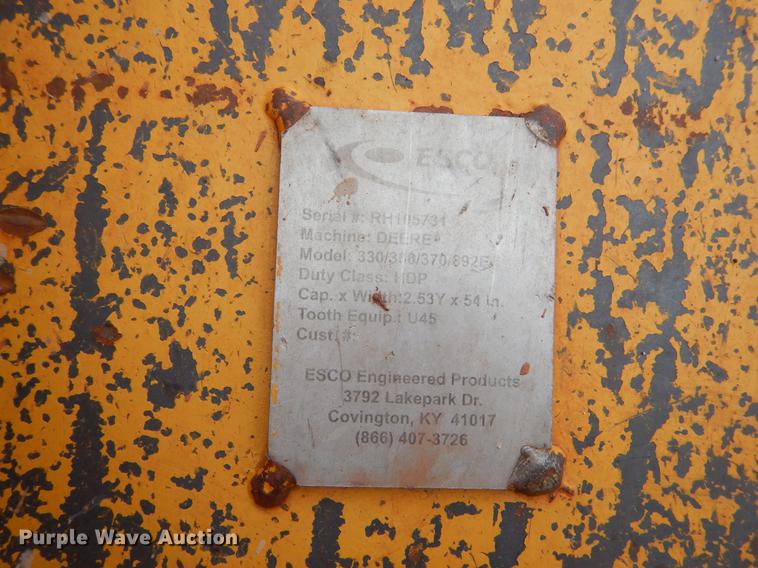 ESCO
Serial #: RH105731
Machine: DEERE
Model: 330/350/370/892E
Duty Class: HDP
Cap. x Width:2.53Y x 54 in.
Tooth Equip.: U45
Cust. #:
ESCO Engineered Products
3792 Lakepark Dr.
Covington, KY 41017
(866) 407-3726
Purple Wave Auction